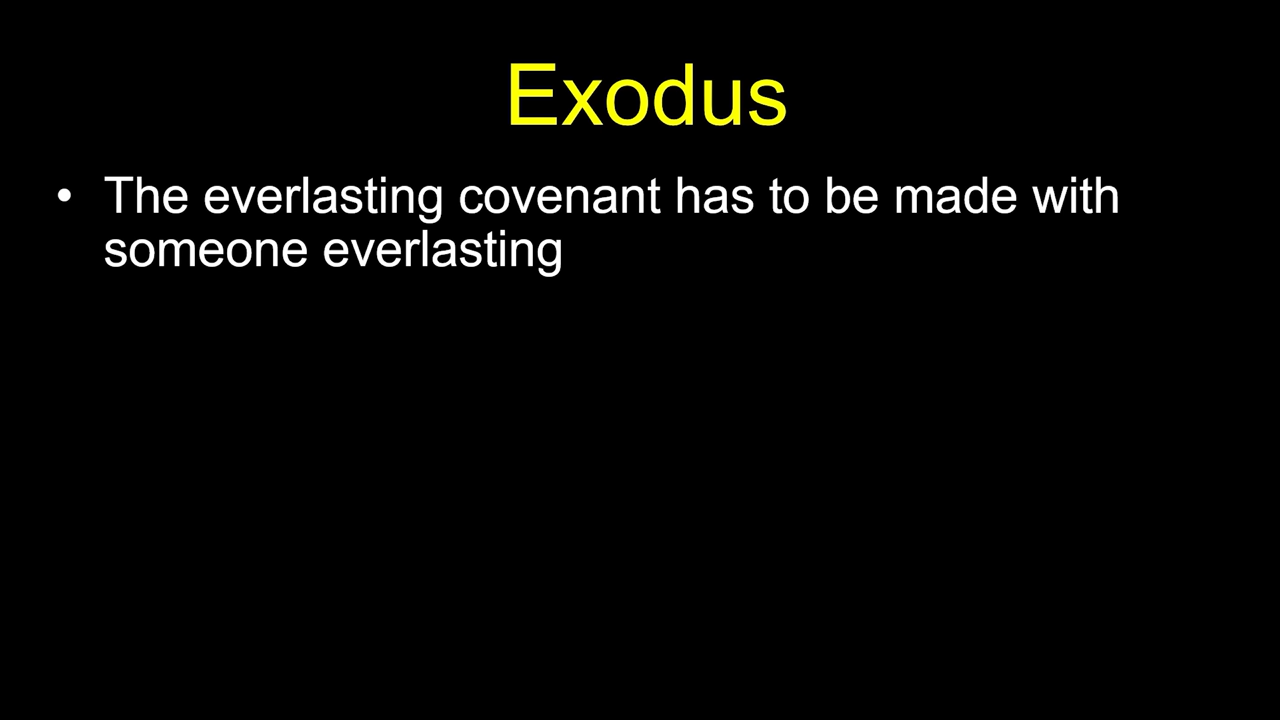 Exodus
• The everlasting covenant has to be made with
someone everlasting